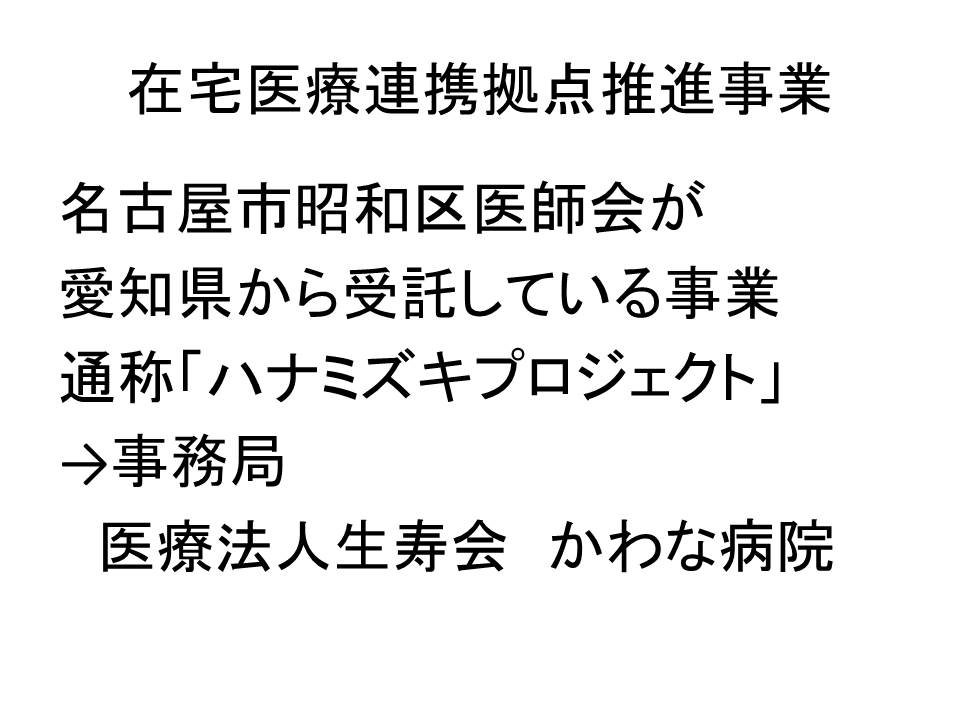 在宅医療連携拠点推進事業
名古屋市昭和区医師会が
愛知県から受託している事業
通称「ハナミズキプロジェクト」
→事務局
医療法人生寿会　かわな病院